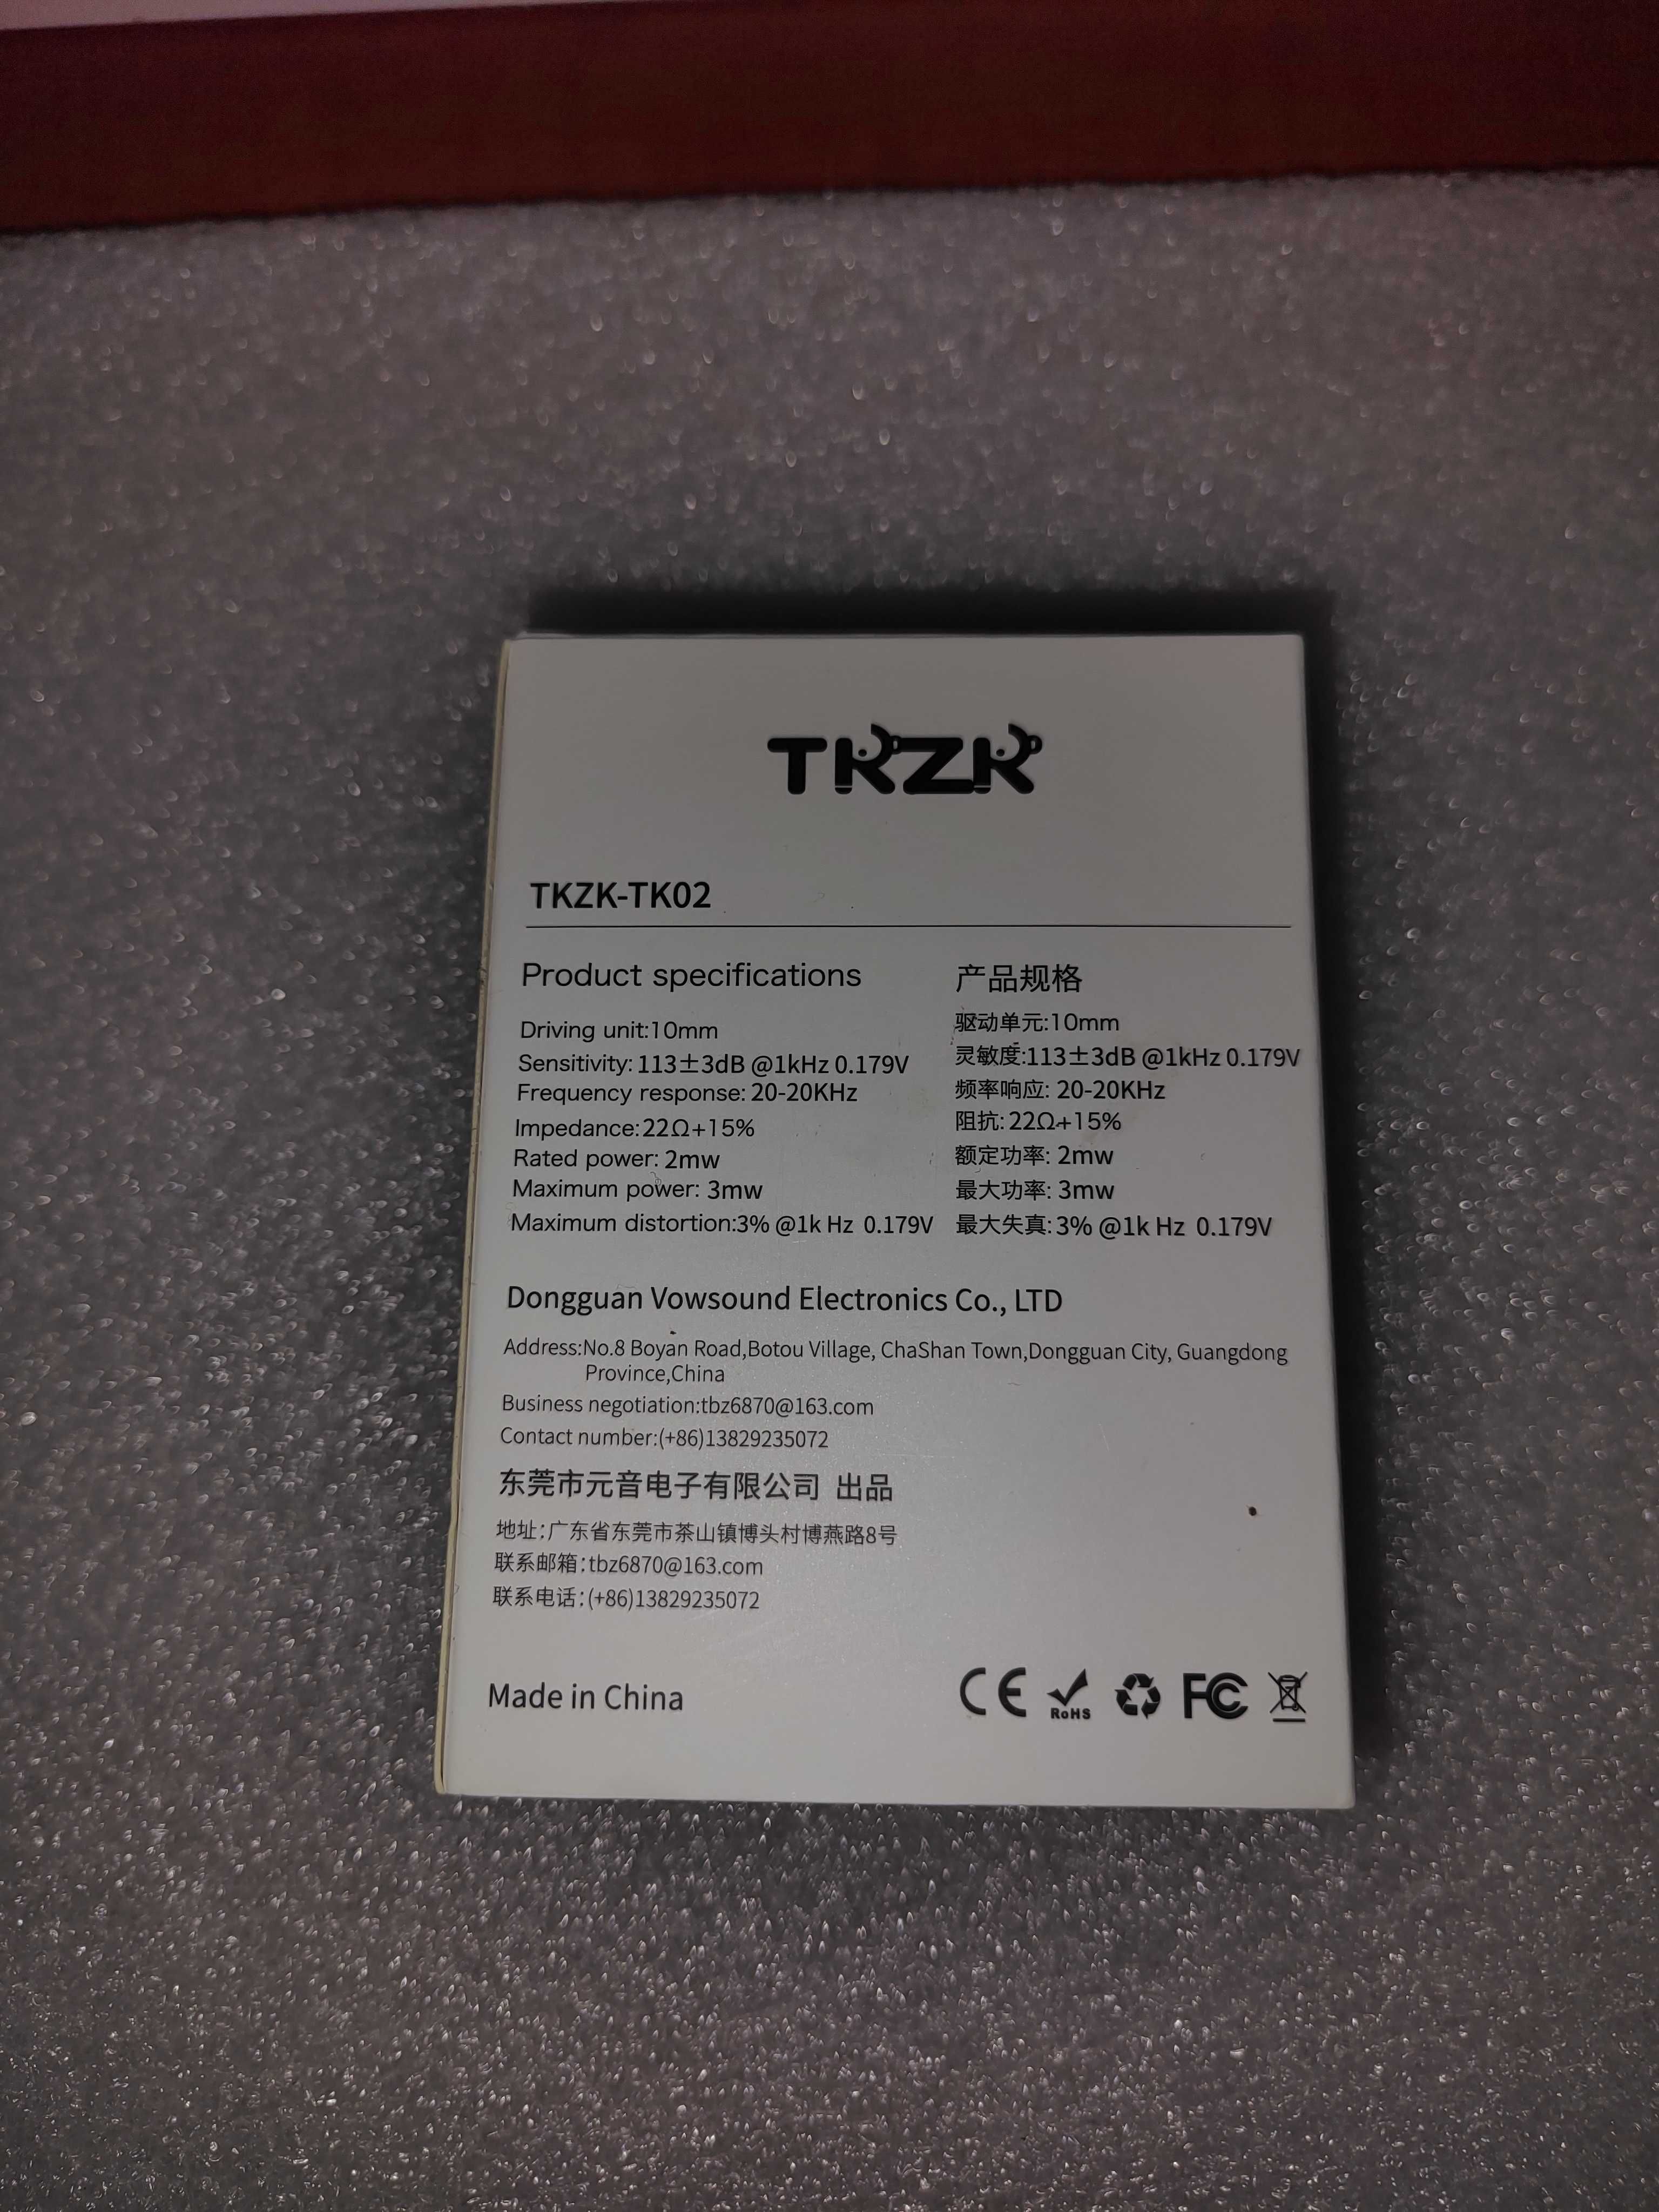 TKZK
TKZK-TK02
Product specifications
Driving unit:10mm
Sensitivity: 113±3dB @1kHz 0.179V
Frequency response: 20-20KHz
Impedance:22Ω+15%
Rated power: 2mw
Maximum power: 3mw
Maximum distortion:3% @1k Hz 0.179V
产品规格
驱动单元:10mm
灵敏度:113±3dB @1kHz 0.179V
频率响应: 20-20KHz
阻抗: 22Ω+15%
额定功率: 2mw
最大功率: 3mw
最大失真: 3% @1k Hz 0.179V
Dongguan Vowsound Electronics Co., LTD
Address:No.8 Boyan Road,Botou Village, ChaShan Town,Dongguan City, Guangdong
Province,China
Business negotiation:tbz6870@163.com
Contact number:(+86)13829235072
东莞市元音电子有限公司 出品
地址:广东省东莞市茶山镇博头村博燕路8号
联系邮箱:tbz6870@163.com
联系电话:(+86)13829235072
Made in China
CE RoHS FC